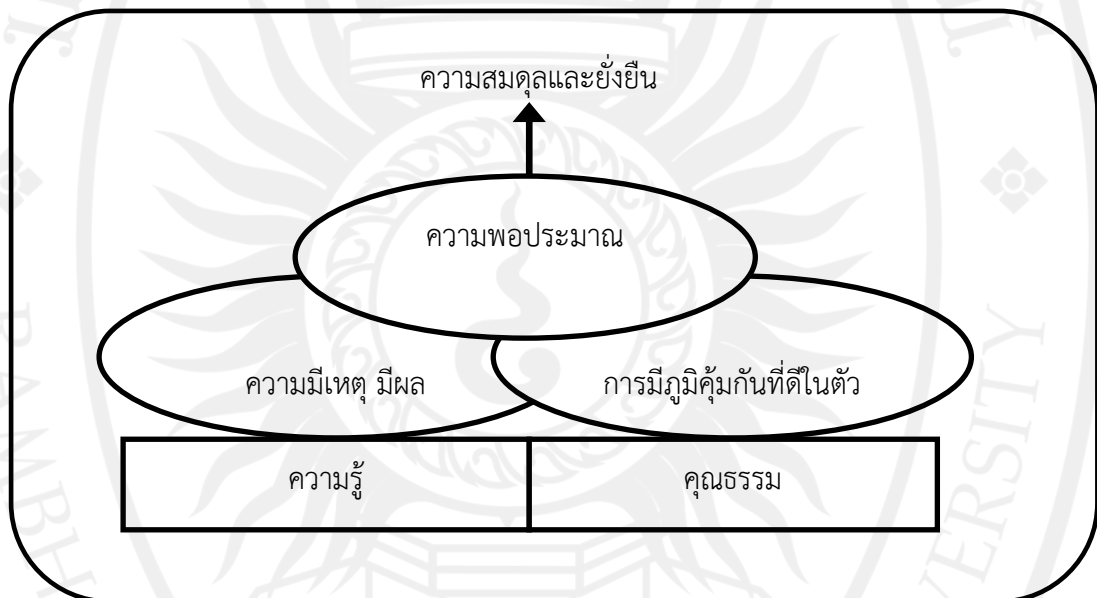 ความสมดุลและยั่งยืน
ความพอประมาณ
ความมีเหตุ มีผล
การมีภูมิคุ้มกันที่ดีในตัว
ความรู้
คุณธรรม